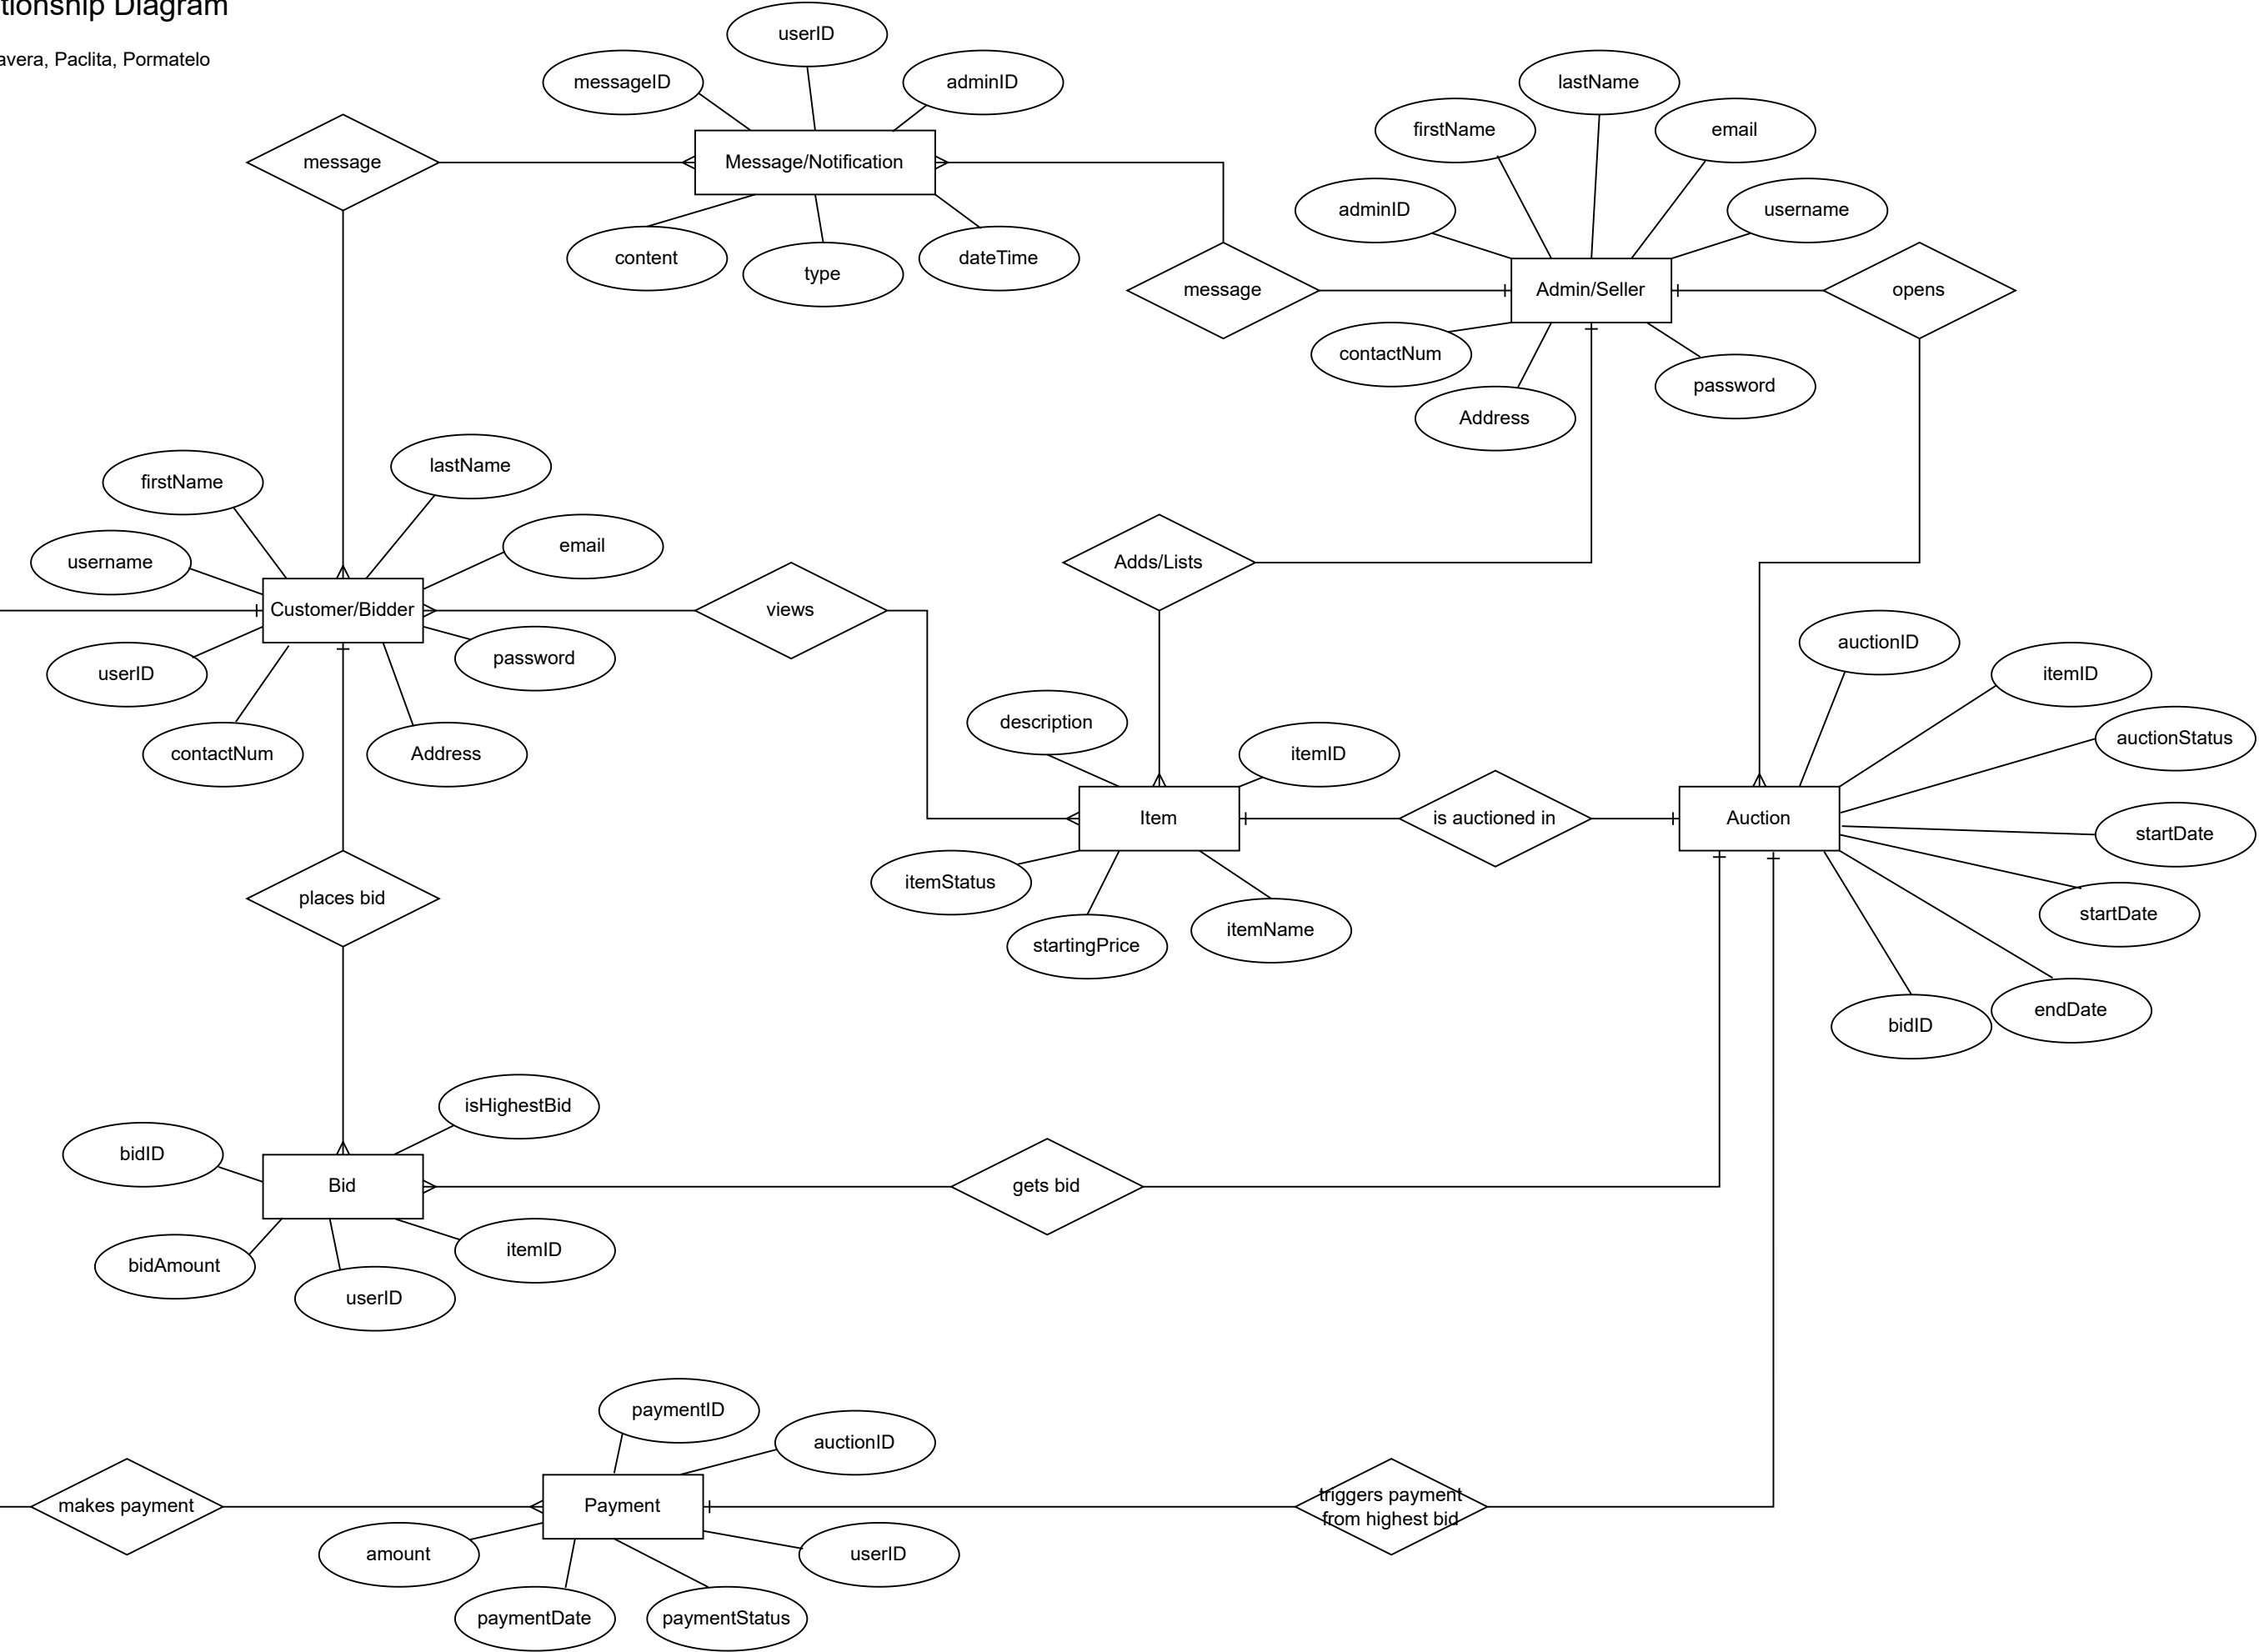 tionship Diagram
avera, Paclita, Pormatelo
userID
messageID
adminID
lastName
firstName
email
message
Message/Notification
adminID
username
content
type
dateTime
message
Admin/Seller
opens
contactNum
password
Address
lastName
firstName
email
username
Adds/Lists
Customer/Bidder
views
password
userID
auctionID
itemID
contactNum
Address
description
itemID
auctionStatus
Item
is auctioned in
Auction
startDate
itemStatus
places bid
startingPrice
itemName
startDate
endDate
bidID
isHighestBid
bidID
Bid
gets bid
bidAmount
itemID
userID
paymentID
auctionID
makes payment
Payment
triggers payment
from highest bid
amount
userID
paymentDate
paymentStatus